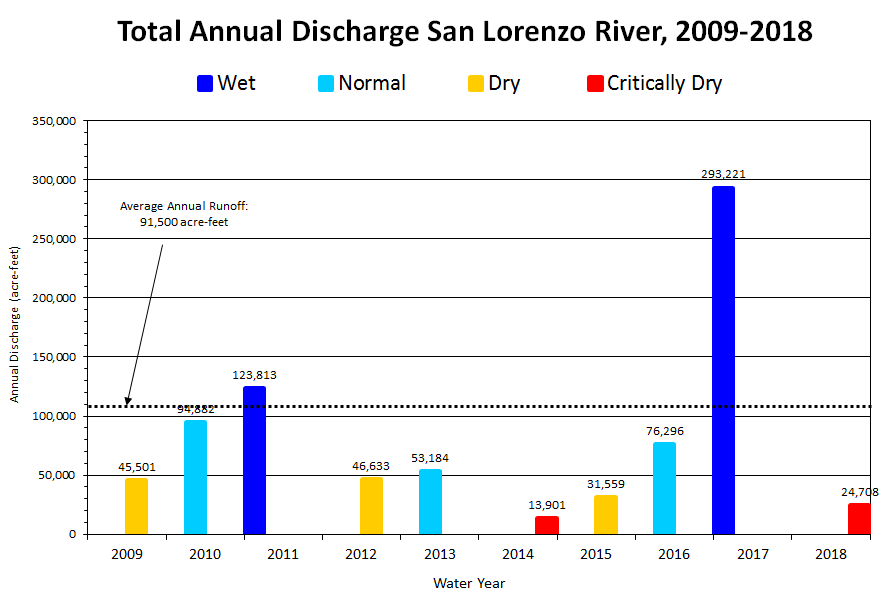 Total Annual Discharge San Lorenzo River, 2009-2018
Wet Normal Dry Critically Dry
350,000
300,000
250,000
200,000
150,000
100,000
50,000
0
Annual Discharge (acre-feet)
Average Annual Runoff:
91,500 acre-feet
45,501
94,882
123,813
46,633
53,184
13,901
31,559
76,296
293,221
24,708
2009 2010 2011 2012 2013 2014 2015 2016 2017 2018
Water Year